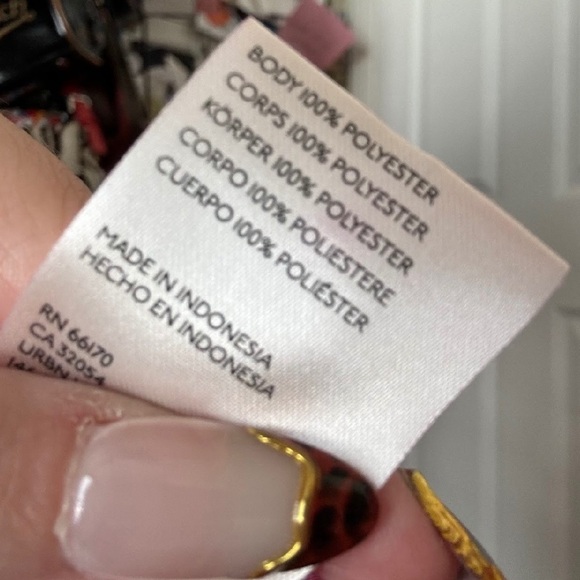 BODY 100% POLYESTER
CORPS 100% POLYESTER
KÖRPER 100% POLYESTER
CORPO 100% POLIESTERE
CUERPO 100% POLIÉSTER
MADE IN INDONESIA
HECHO EN INDONESIA
RN 66170
CA 32054
URBN